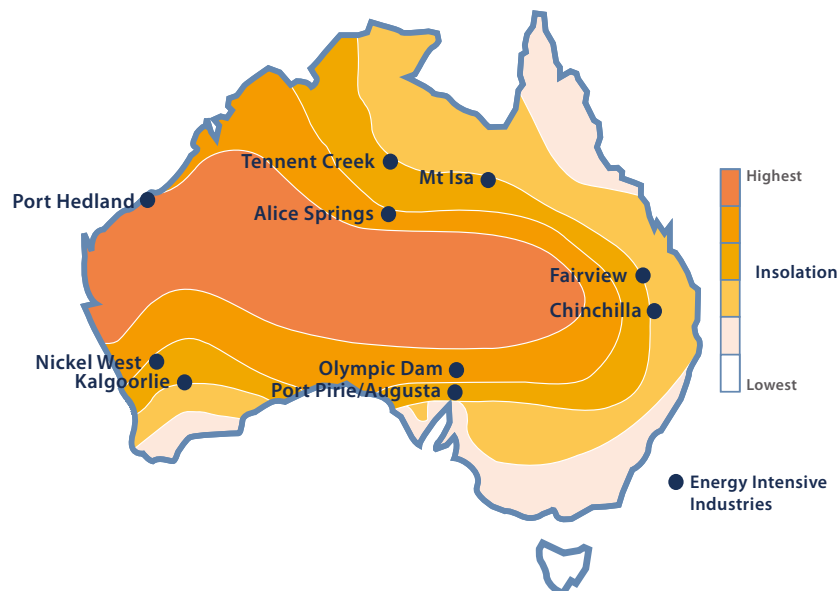 Tennent Creek
Highest
Mt Isa
Port Hedland
Alice Springs
Fairview
Insolation
Chinchilla
Nickel West
Olympic Dam
Kalgoorlie
Port Pirie/Augusta
Lowest
Energy Intensive
Industries